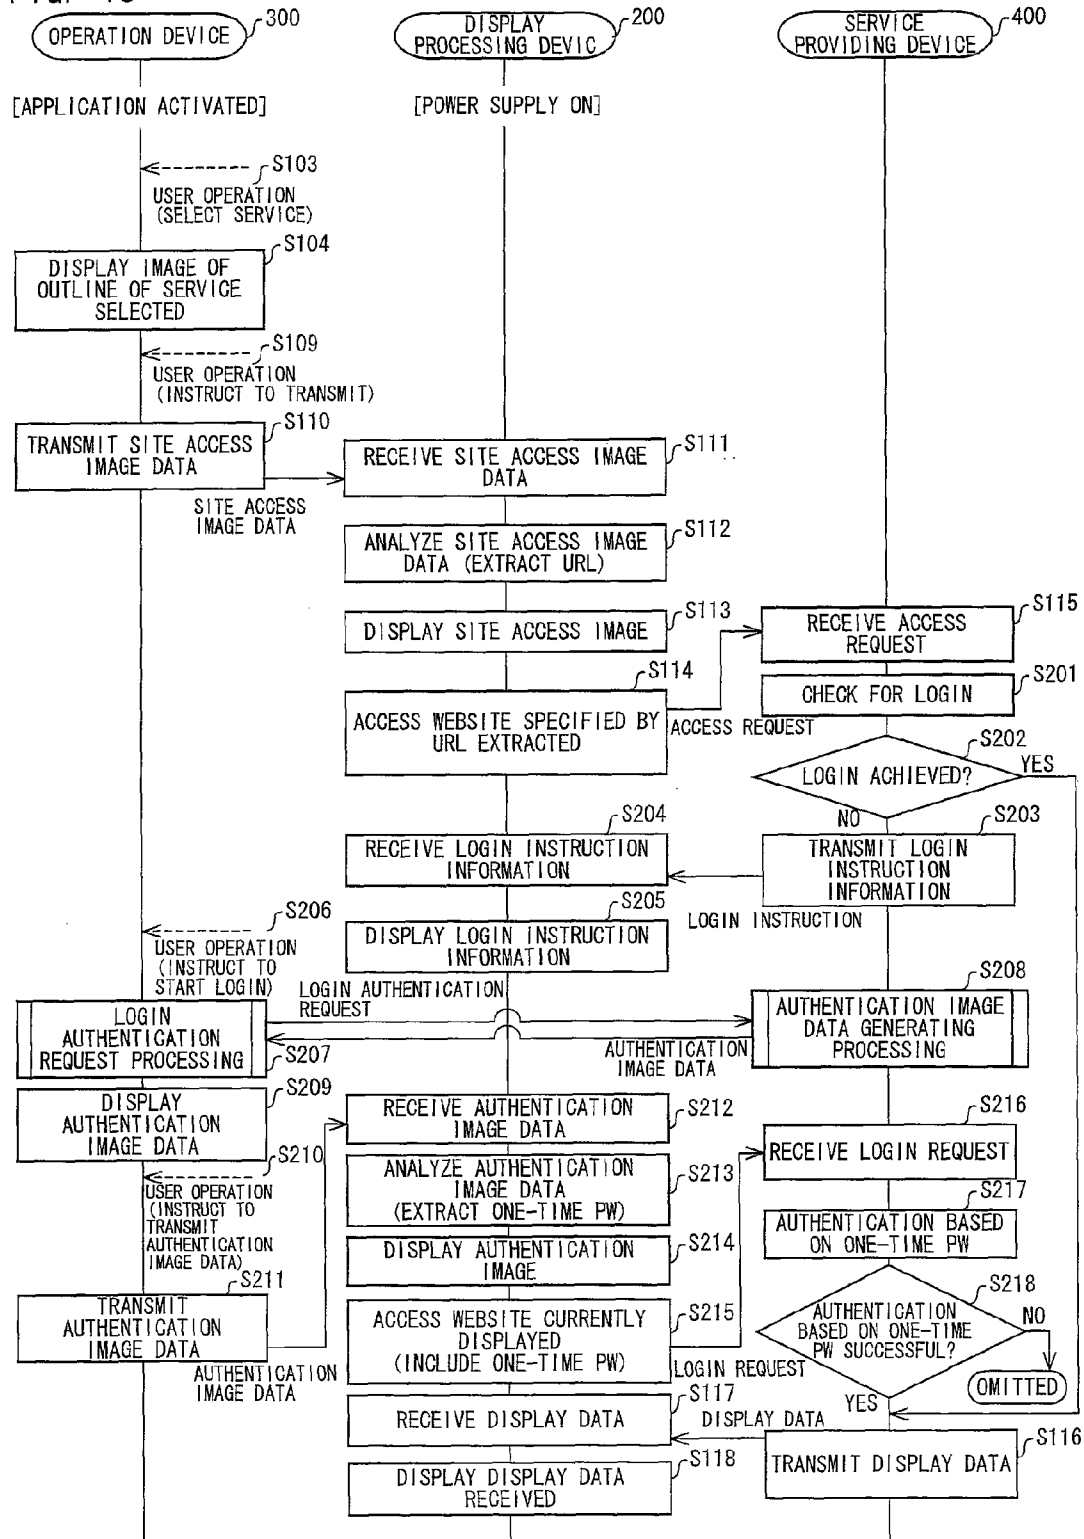 OPERATION DEVICE
300
DISPLAY
PROCESSING DEVIC
200
SERVICE
PROVIDING DEVICE
400
[APPLICATION ACTIVATED]
[POWER SUPPLY ON]
S103
USER OPERATION
(SELECT SERVICE)
S104
DISPLAY IMAGE OF
OUTLINE OF SERVICE
SELECTED
S109
USER OPERATION
(INSTRUCT TO TRANSMIT)
S110
TRANSMIT SITE ACCESS
IMAGE DATA
SITE ACCESS
IMAGE DATA
S111
RECEIVE SITE ACCESS IMAGE
DATA
S112
ANALYZE SITE ACCESS IMAGE
DATA (EXTRACT URL)
S113
DISPLAY SITE ACCESS IMAGE
S114
ACCESS WEBSITE SPECIFIED BY
URL EXTRACTED
ACCESS REQUEST
S115
RECEIVE ACCESS
REQUEST
S201
CHECK FOR LOGIN
S202
LOGIN ACHIEVED?
YES
NO
S203
TRANSMIT LOGIN
INSTRUCTION
INFORMATION
LOGIN INSTRUCTION
S204
RECEIVE LOGIN INSTRUCTION
INFORMATION
S205
DISPLAY LOGIN INSTRUCTION
INFORMATION
S206
USER OPERATION
(INSTRUCT TO
START LOGIN)
LOGIN AUTHENTICATION
REQUEST
LOGIN
AUTHENTICATION
REQUEST PROCESSING
S207
S208
AUTHENTICATION IMAGE
DATA GENERATING
PROCESSING
AUTHENTICATION
IMAGE DATA
S209
DISPLAY
AUTHENTICATION
IMAGE DATA
S210
USER OPERATION
(INSTRUCT TO
TRANSMIT
AUTHENTICATION
IMAGE DATA)
S211
TRANSMIT
AUTHENTICATION
IMAGE DATA
AUTHENTICATION
IMAGE DATA
S212
RECEIVE AUTHENTICATION
IMAGE DATA
S213
ANALYZE AUTHENTICATION
IMAGE DATA
(EXTRACT ONE-TIME PW)
S214
DISPLAY AUTHENTICATION
IMAGE
S215
ACCESS WEBSITE CURRENTLY
DISPLAYED
(INCLUDE ONE-TIME PW)
LOGIN REQUEST
S216
RECEIVE LOGIN REQUEST
S217
AUTHENTICATION BASED
ON ONE-TIME PW
S218
AUTHENTICATION
BASED ON ONE-TIME
PW SUCCESSFUL?
NO
OMITTED
YES
S117
RECEIVE DISPLAY DATA
DISPLAY DATA
S116
TRANSMIT DISPLAY DATA
S118
DISPLAY DISPLAY DATA
RECEIVED